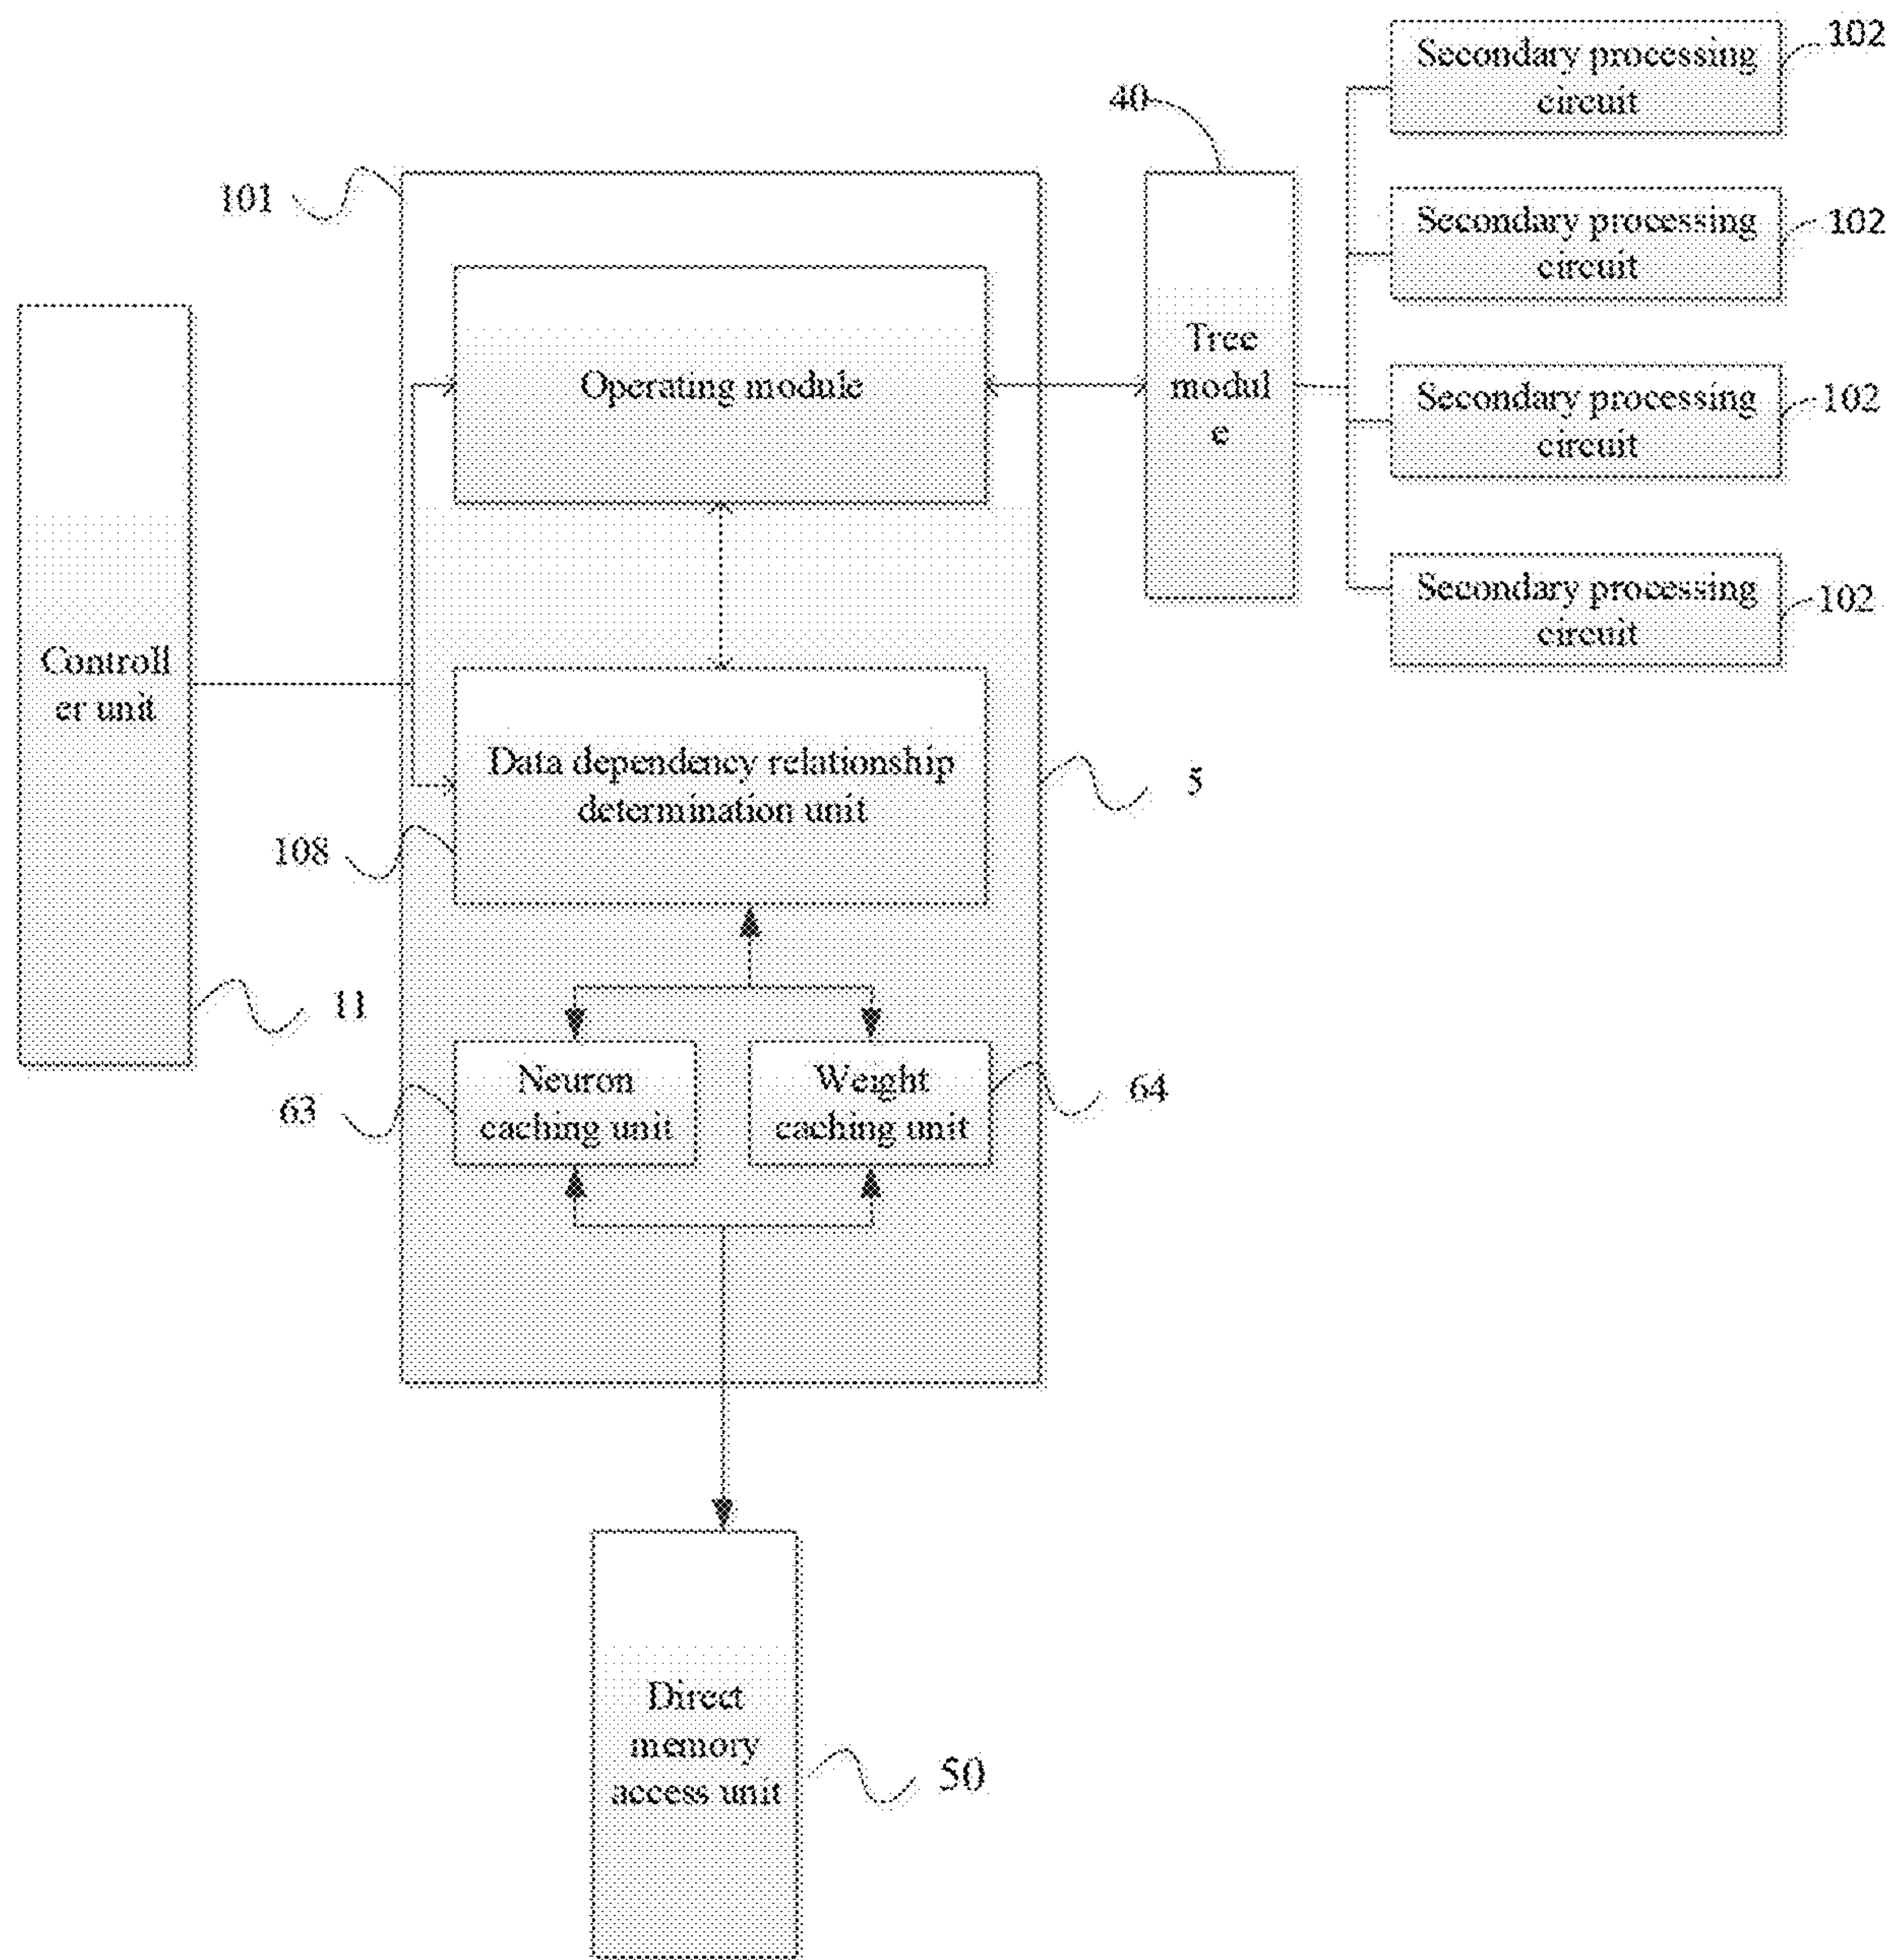 Secondary processing
circuit
102
40
101
Secondary processing
circuit
102
Tree
modul
e
Operating module
Secondary processing
circuit
102
Secondary processing
circuit
102
Controll
er unit
Data dependency relationship
determination unit
5
108
11
Neuron
caching unit
63
Weight
caching unit
64
Direct
memory
access unit
50